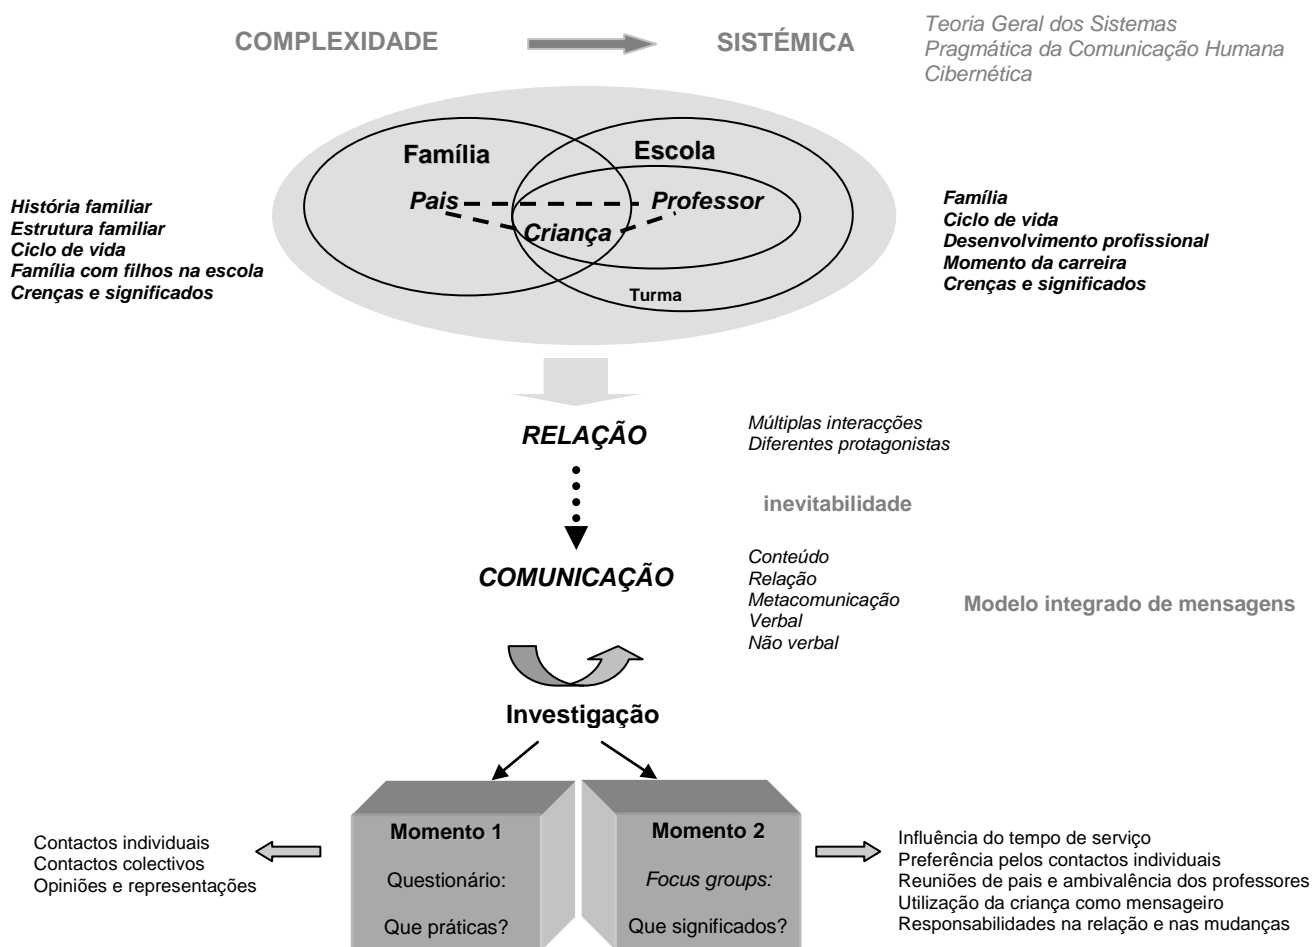 COMPLEXIDADE
SISTÉMICA
Teoria Geral dos Sistemas
Pragmática da Comunicação Humana
Cibernética
Família
Escola
Pais
Professor
Criança
Turma
História familiar
Estrutura familiar
Ciclo de vida
Família com filhos na escola
Crenças e significados
Família
Ciclo de vida
Desenvolvimento profissional
Momento da carreira
Crenças e significados
RELAÇÃO
Múltiplas interacções
Diferentes protagonistas
inevitabilidade
COMUNICAÇÃO
Conteúdo
Relação
Metacomunicação
Verbal
Não verbal
Modelo integrado de mensagens
Investigação
Momento 1
Questionário:
Que práticas?
Momento 2
Focus groups:
Que significados?
Contactos individuais
Contactos colectivos
Opiniões e representações
Influência do tempo de serviço
Preferência pelos contactos individuais
Reuniões de pais e ambivalência dos professores
Utilização da criança como mensageiro
Responsabilidades na relação e nas mudanças